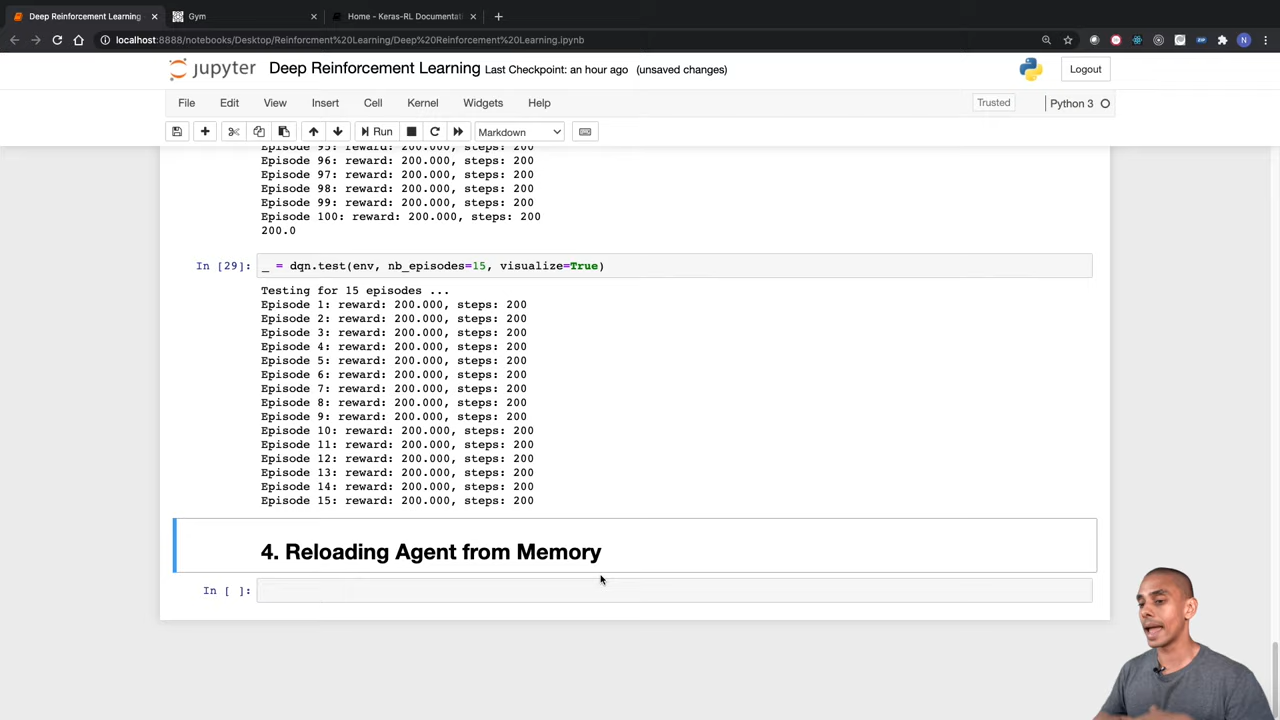 Deep Reinforcement Learning
Gym
Home - Keras-RL Documentat
localhost:8888/notebooks/Desktop/Reinforcment%20Learning/Deep%20Reinforcement%20Learning.ipynb
N
jupyter Deep Reinforcement Learning Last Checkpoint: an hour ago (unsaved changes)
Logout
File Edit View Insert Cell Kernel Widgets Help
Trusted
Python 3
Run
Markdown
Episode 95: reward: 200.000, steps: 200
Episode 96: reward: 200.000, steps: 200
Episode 97: reward: 200.000, steps: 200
Episode 98: reward: 200.000, steps: 200
Episode 99: reward: 200.000, steps: 200
Episode 100: reward: 200.000, steps: 200
200.0
In [29]: _ = dqn.test(env, nb_episodes=15, visualize=True)
Testing for 15 episodes ...
Episode 1: reward: 200.000, steps: 200
Episode 2: reward: 200.000, steps: 200
Episode 3: reward: 200.000, steps: 200
Episode 4: reward: 200.000, steps: 200
Episode 5: reward: 200.000, steps: 200
Episode 6: reward: 200.000, steps: 200
Episode 7: reward: 200.000, steps: 200
Episode 8: reward: 200.000, steps: 200
Episode 9: reward: 200.000, steps: 200
Episode 10: reward: 200.000, steps: 200
Episode 11: reward: 200.000, steps: 200
Episode 12: reward: 200.000, steps: 200
Episode 13: reward: 200.000, steps: 200
Episode 14: reward: 200.000, steps: 200
Episode 15: reward: 200.000, steps: 200
4. Reloading Agent from Memory
In [ ]: